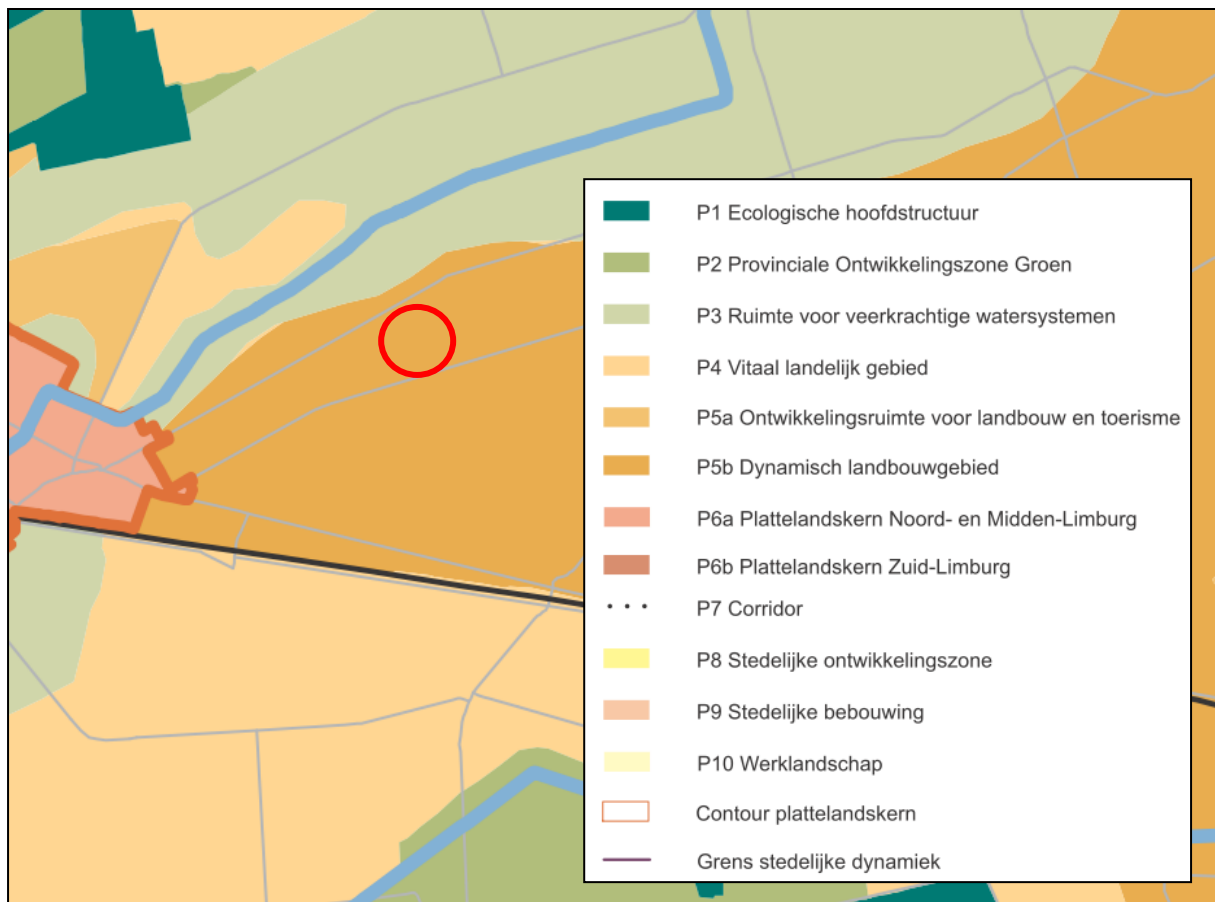 P1 Ecologische hoofdstructuur
P2 Provinciale Ontwikkelingszone Groen
P3 Ruimte voor veerkrachtige watersystemen
P4 Vitaal landelijk gebied
P5a Ontwikkelingsruimte voor landbouw en toerisme
P5b Dynamisch landbouwgebied
P6a Plattelandskern Noord- en Midden-Limburg
P6b Plattelandskern Zuid-Limburg
P7 Corridor
P8 Stedelijke ontwikkelingszone
P9 Stedelijke bebouwing
P10 Werklandschap
Contour plattelandskern
Grens stedelijke dynamiek